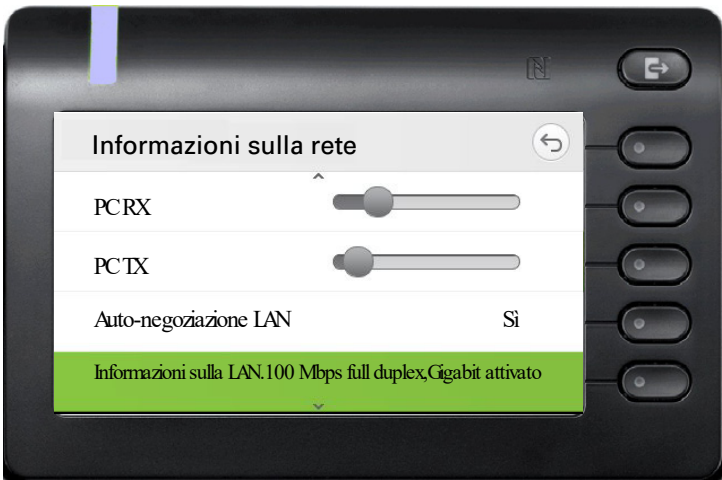 Informazioni sulla rete
PC RX
PC TX
Auto-negoziazione LAN Sì
Informazioni sulla LAN.100 Mbps full duplex,Gigabit attivato